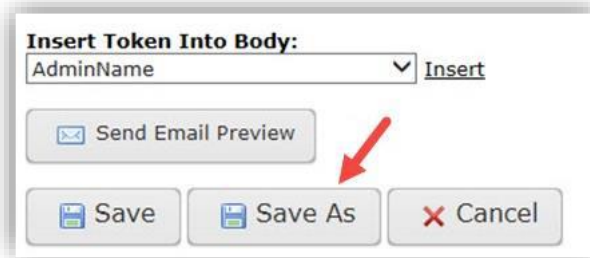 Insert Token Into Body:
AdminName Insert
Send Email Preview
Save Save As Cancel